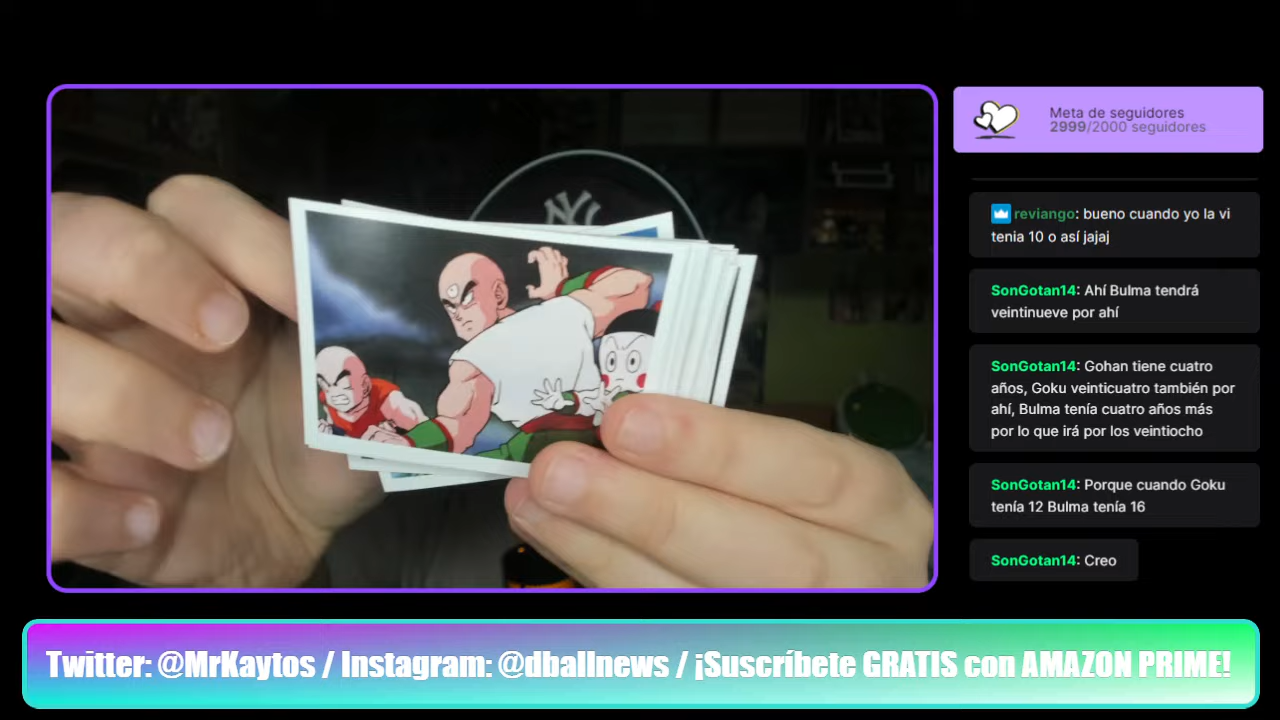 Meta de seguidores
2999/2000 seguidores
reviango: bueno cuando yo la vi
tenia 10 o así jajaj
SonGotan14: Ahí Bulma tendrá
veintinueve por ahí
SonGotan14: Gohan tiene cuatro
años, Goku veinticuatro también por
ahí, Bulma tenía cuatro años más
por lo que irá por los veintiocho
SonGotan14: Porque cuando Goku
tenía 12 Bulma tenía 16
SonGotan14: Creo
NY
Twitter: @MrKaytos / Instagram: @dballnews / ¡Suscríbete GRATIS con AMAZON PRIME!